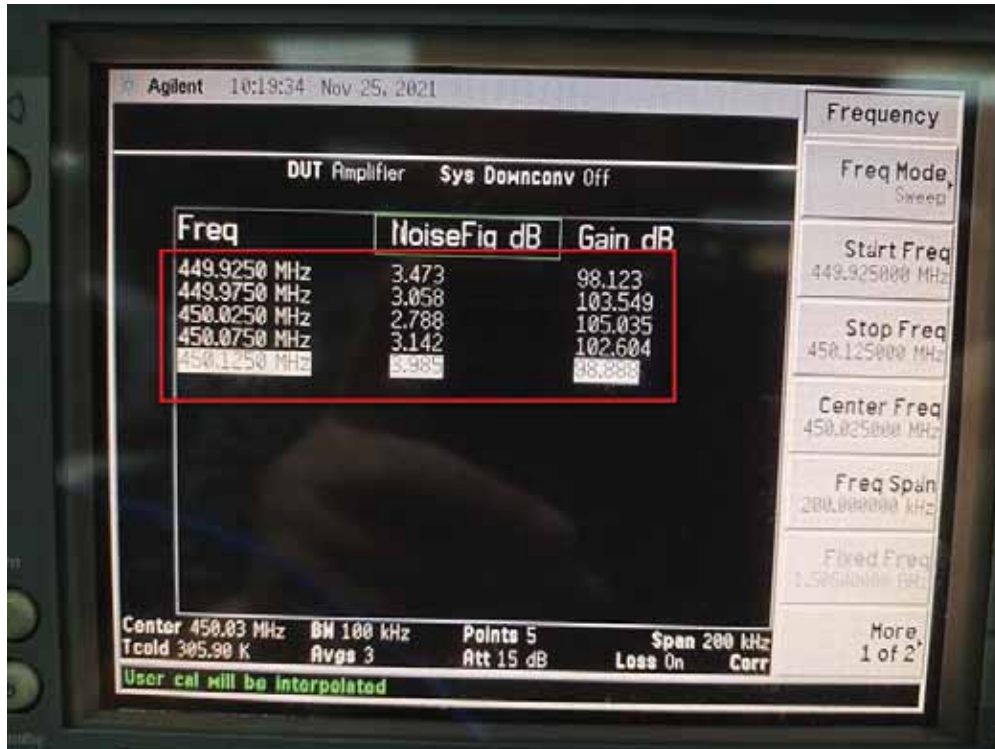 Agilent 10:19:34 Nov 25, 2021
DUT Amplifier Sys Downconv Off
Freq NoiseFig dB Gain dB
449.9250 MHz 3.473 98.123
449.9750 MHz 3.058 103.549
450.0250 MHz 2.788 105.035
450.0750 MHz 3.142 102.604
450.1250 MHz 3.985 98.888
Center 450.03 MHz BW 100 kHz Points 5 Span 200 kHz
Tcold 305.90 K Avgs 3 Att 15 dB Loss On Corr
User cal will be interpolated
Frequency
Freq Mode
Sweep
Start Freq
449.925000 MHz
Stop Freq
450.125000 MHz
Center Freq
450.025000 MHz
Freq Span
200.000000 kHz
Fixed Freq
More
1 of 2